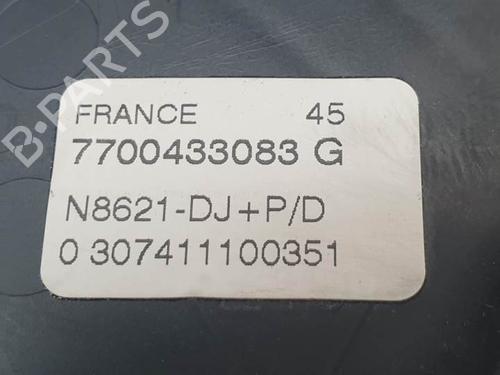 B-PARTS
FRANCE 45
7700433083 G
N8621-DJ+P/D
0 307411100351